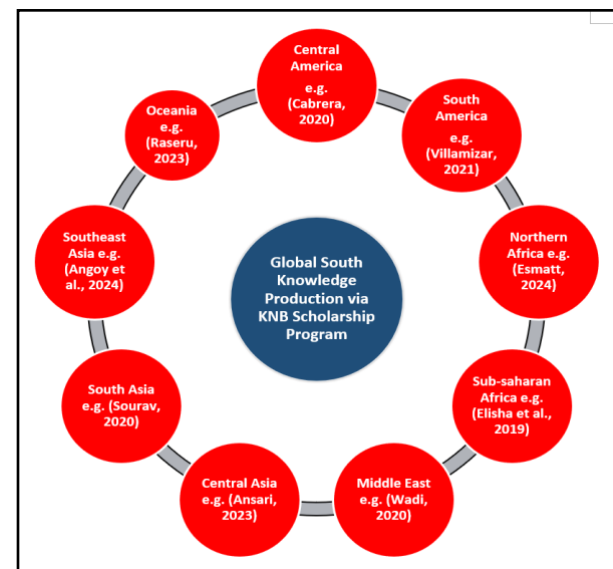 Central
America
e.g.
(Cabrera,
2020)
South
America
e.g.
(Villamizar,
2021)
Northern
Africa e.g.
(Esmatt,
2024)
Sub-saharan
Africa e.g.
(Elisha et al.,
2019)
Middle East
e.g. (Wadi,
2020)
Central Asia
e.g. (Ansari,
2023)
South Asia
e.g. (Sourav,
2020)
Southeast
Asia e.g.
(Angoy et
al., 2024)
Oceania
e.g.
(Raseru,
2023)
Global South
Knowledge
Production via
KNB Scholarship
Program